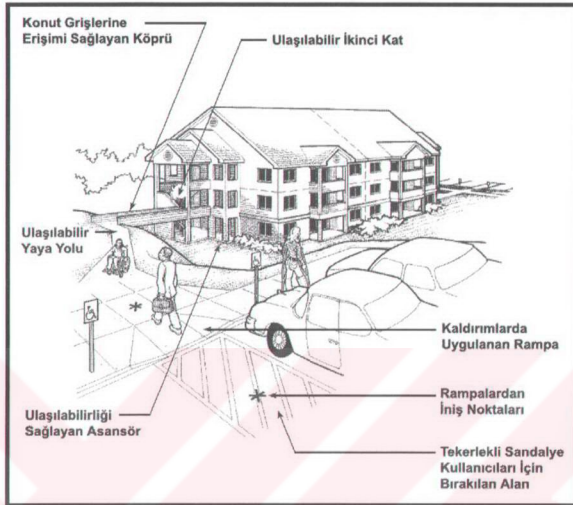 Konut Grişlerine
Erişimi Sağlayan Köprü
Ulaşılabilir İkinci Kat
Ulaşılabilir
Yaya Yolu
Kaldırımlarda
Uygulanan Rampa
Ulaşılabilirliği
Sağlayan Asansör
Rampalardan
İniş Noktaları
Tekerlekli Sandalye
Kullanıcıları İçin
Bırakılan Alan